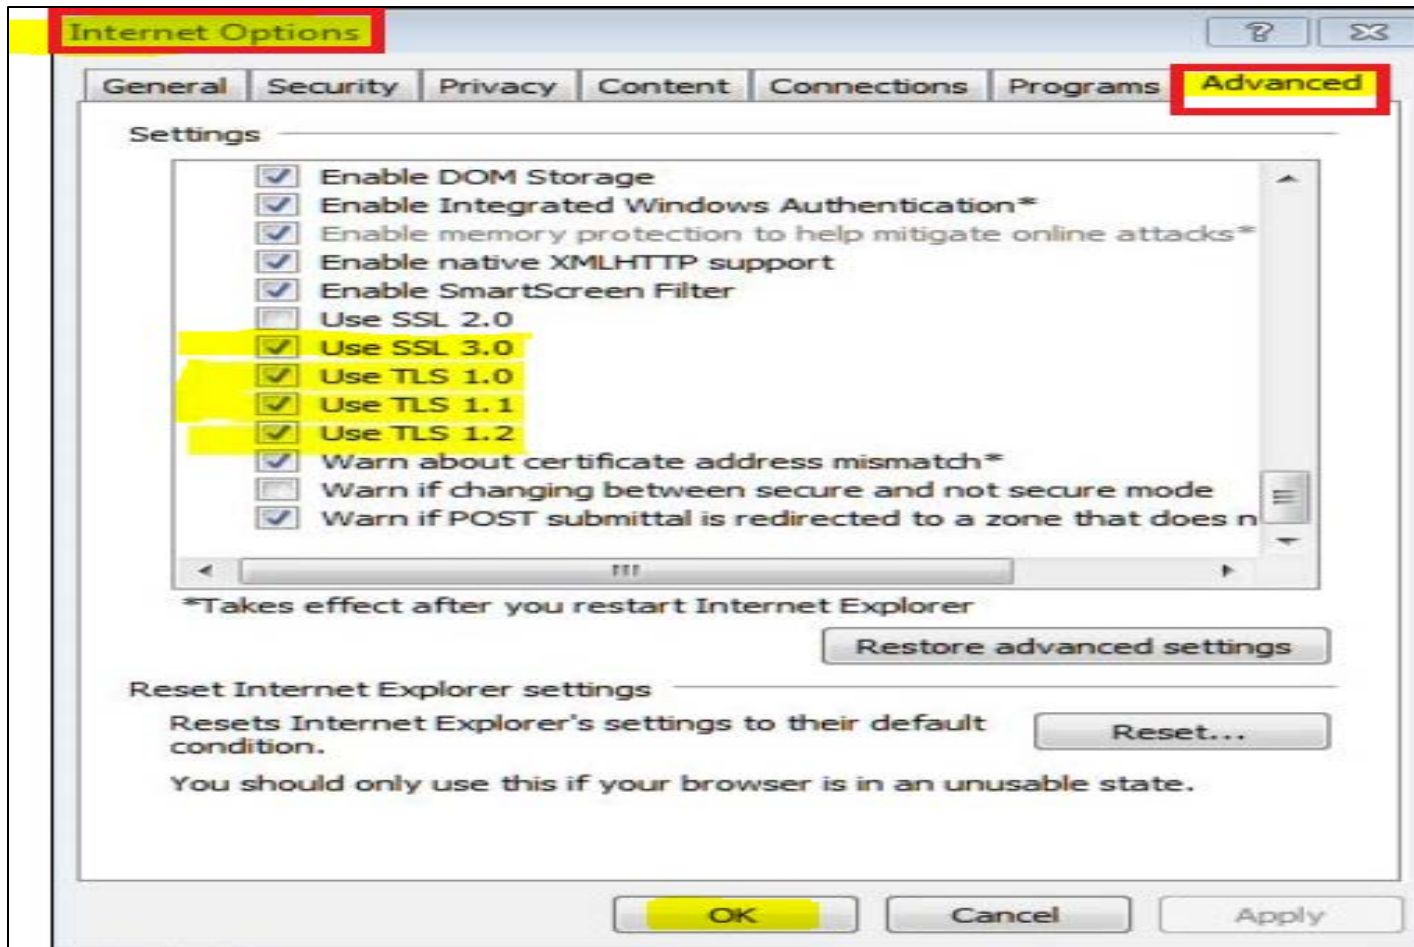 Internet Options
General Security Privacy Content Connections Programs Advanced
Settings
Enable DOM Storage
Enable Integrated Windows Authentication*
Enable memory protection to help mitigate online attacks*
Enable native XMLHTTP support
Enable SmartScreen Filter
Use SSL 2.0
Use SSL 3.0
Use TLS 1.0
Use TLS 1.1
Use TLS 1.2
Warn about certificate address mismatch*
Warn if changing between secure and not secure mode
Warn if POST submittal is redirected to a zone that does n
*Takes effect after you restart Internet Explorer
Restore advanced settings
Reset Internet Explorer settings
Resets Internet Explorer's settings to their default
condition.
Reset...
You should only use this if your browser is in an unusable state.
OK Cancel Apply